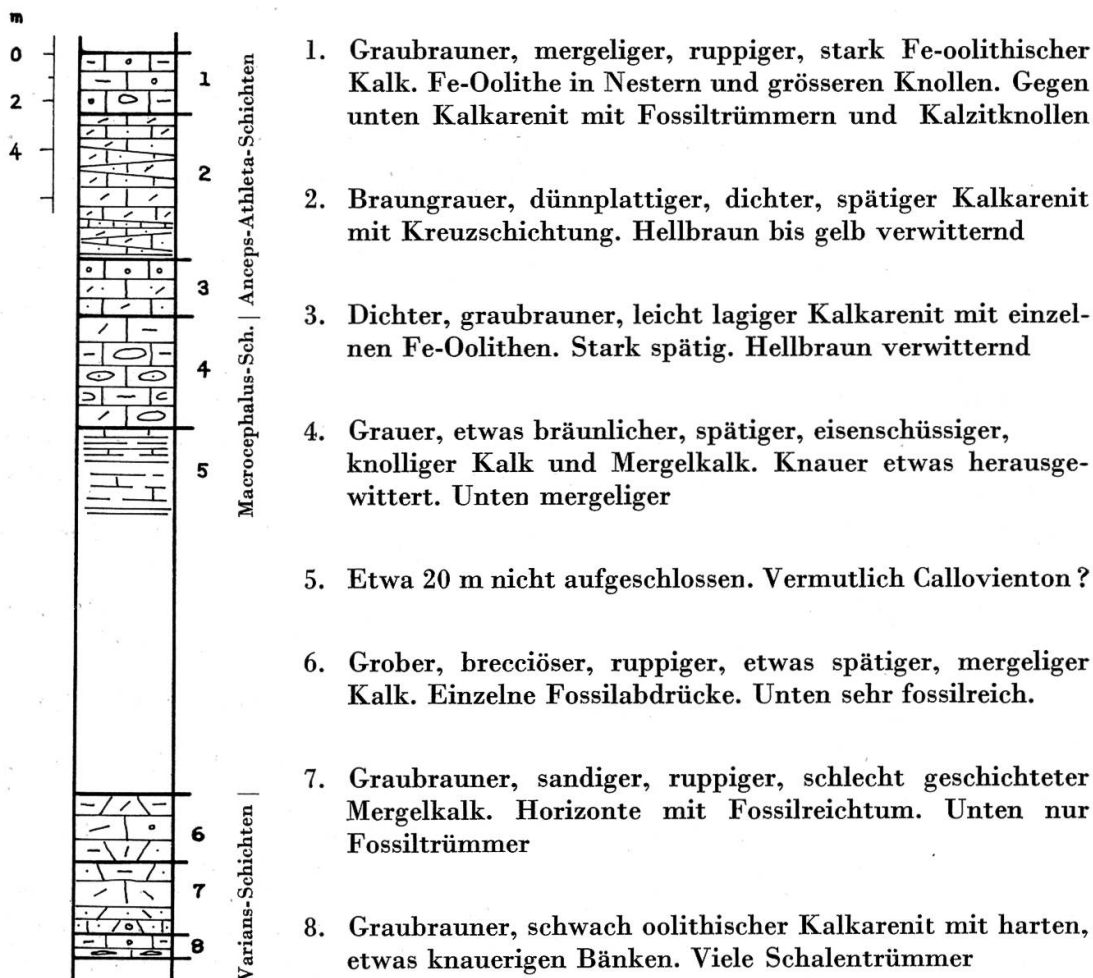 m
0
2
4
1
2
3
4
5
6
7
8
Anceps-Athleta-Schichten
Macrocephalus-Sch.
Varians-Schichten
1. Graubrauner, mergeliger, ruppiger, stark Fe-oolithischer
Kalk. Fe-Oolithe in Nestern und grösseren Knollen. Gegen
unten Kalkarenit mit Fossiltrümmern und Kalzitknollen
2. Braungrauer, dünnplattiger, dichter, spätiger Kalkarenit
mit Kreuzschichtung. Hellbraun bis gelb verwitternd
3. Dichter, graubrauner, leicht lagiger Kalkarenit mit einzel-
nen Fe-Oolithen. Stark spätig. Hellbraun verwitternd
4. Grauer, etwas bräunlicher, spätiger, eisenschüssiger,
knolliger Kalk und Mergelkalk. Knauer etwas herausge-
wittert. Unten mergeliger
5. Etwa 20 m nicht aufgeschlossen. Vermutlich Callovienton?
6. Grober, brecciöser, ruppiger, etwas spätiger, mergeliger
Kalk. Einzelne Fossilabdrücke. Unten sehr fossilreich.
7. Graubrauner, sandiger, ruppiger, schlecht geschichteter
Mergelkalk. Horizonte mit Fossilreichtum. Unten nur
Fossiltrümmer
8. Graubrauner, schwach oolithischer Kalkarenit mit harten,
etwas knauerigen Bänken. Viele Schalentrümmer